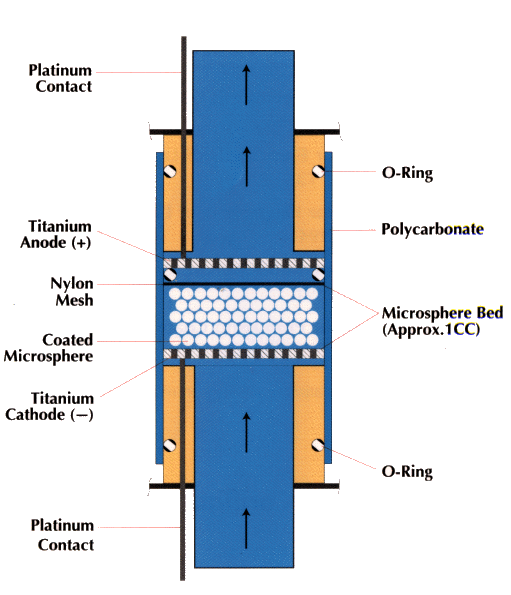 Platinum
Contact
O-Ring
Titanium
Anode (+)
Polycarbonate
Nylon
Mesh
Microsphere Bed
(Approx.1CC)
Coated
Microsphere
Titanium
Cathode (—)
O-Ring
Platinum
Contact